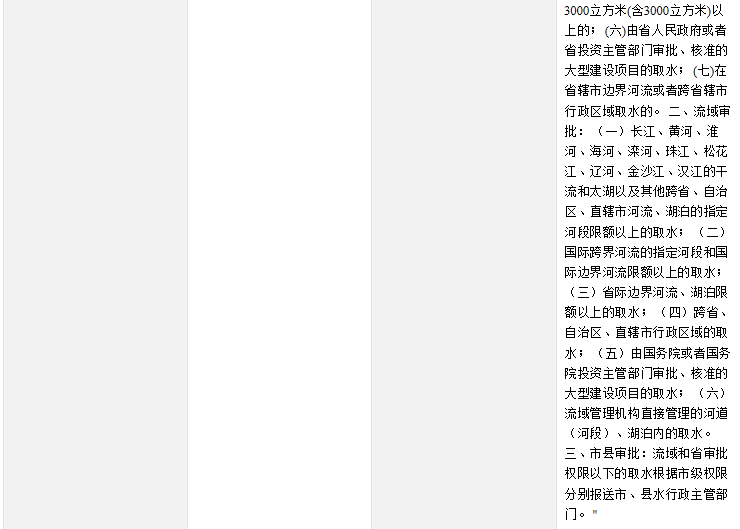 3000立方米(含3000立方米)以
上的； (六)由省人民政府或者
省投资主管部门审批、核准的
大型建设项目的取水； (七)在
省辖市边界河流或者跨省辖市
行政区域取水的。 二、流域审
批： （一）长江、黄河、淮
河、海河、滦河、珠江、松花
江、辽河、金沙江、汉江的干
流和太湖以及其他跨省、自治
区、直辖市河流、湖泊的指定
河段限额以上的取水； （二）
国际跨界河流的指定河段和国
际边界河流限额以上的取水；
（三）省际边界河流、湖泊限
额以上的取水； （四）跨省、
自治区、直辖市行政区域的取
水； （五）由国务院或者国务
院投资主管部门审批、核准的
大型建设项目的取水； （六）
流域管理机构直接管理的河道
（河段）、湖泊内的取水。
三、市县审批：流域和省审批
权限以下的取水根据市级权限
分别报送市、县水行政主管部
门。 "